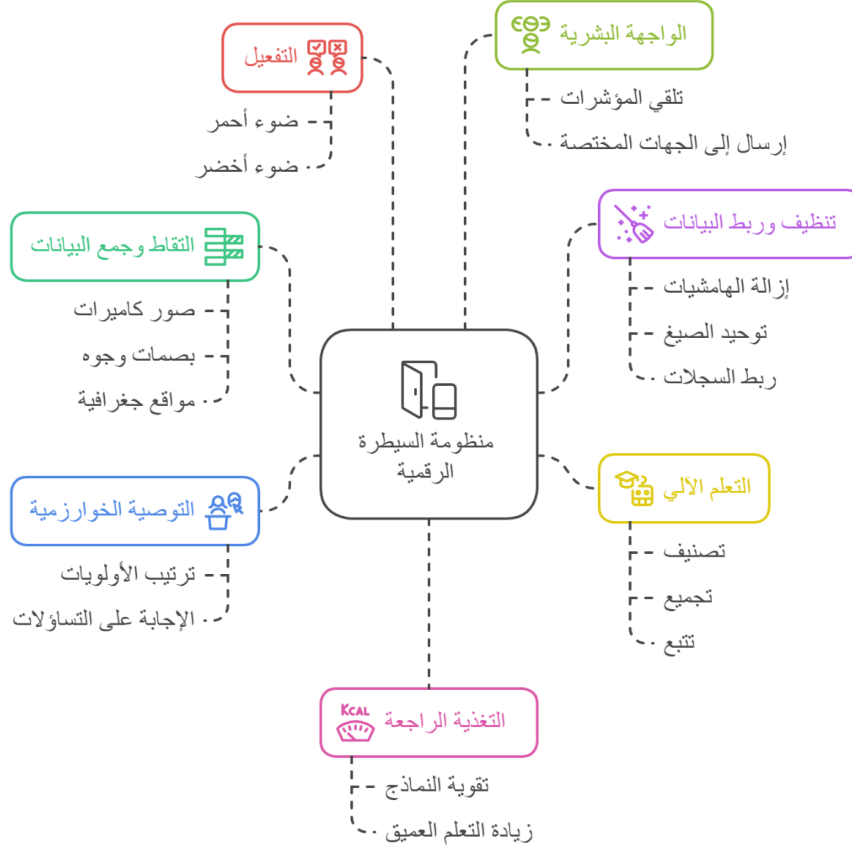 الواجهة البشرية
تلقي المؤشرات
إرسال إلى الجهات المختصة
التفعيل
ضوء أحمر
ضوء أخضر
تنظيف وربط البيانات
إزالة الهامشيات
توحيد الصيغ
ربط السجلات
التقاط وجمع البيانات
صور كاميرات
بصمات وجوه
مواقع جغرافية
منظومة السيطرة
الرقمية
التعلم الآلي
تصنيف
تجميع
تتبع
التوصية الخوارزمية
ترتيب الأولويات
الإجابة على التساؤلات
KCAL
التغذية الراجعة
تقوية النماذج
زيادة التعلم العميق